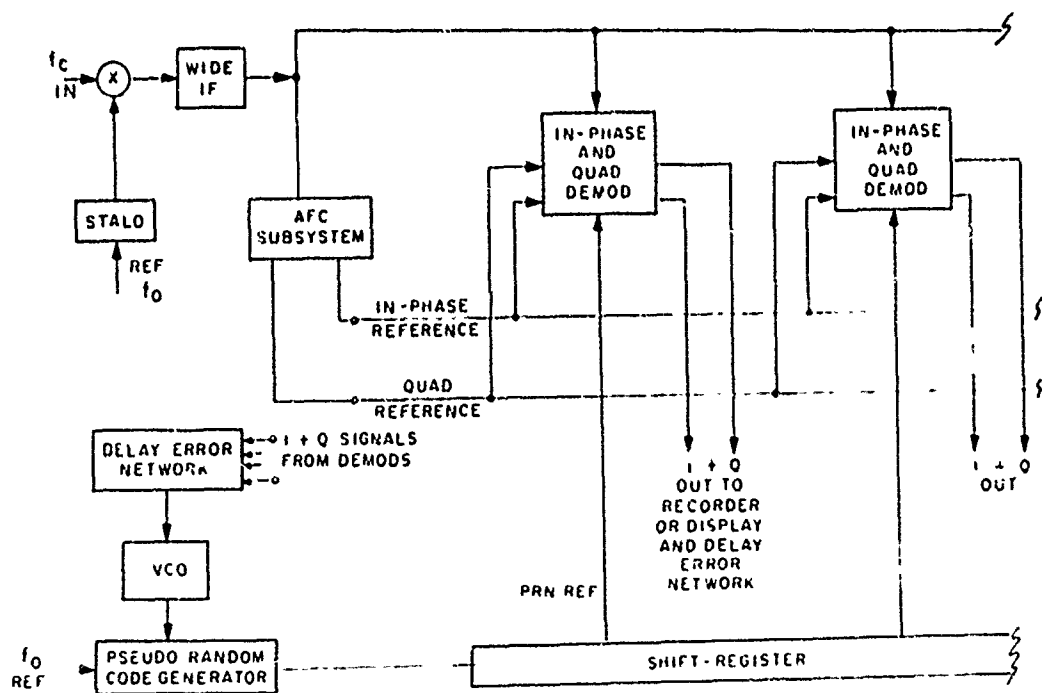 fc
IN
X
WIDE
IF
STALO
REF
fo
AFC
SUBSYSTEM
IN-PHASE
AND
QUAD
DEMOD
IN-PHASE
AND
QUAD
DEMOD
IN-PHASE
REFERENCE
QUAD
REFERENCE
DELAY ERROR
NETWORK
I + Q SIGNALS
FROM DEMODS
VCO
fo
REF
PSEUDO RANDOM
CODE GENERATOR
I + Q
OUT TO
RECORDER
OR DISPLAY
AND DELAY
ERROR
NETWORK
I + Q
OUT
PRN REF
SHIFT-REGISTER